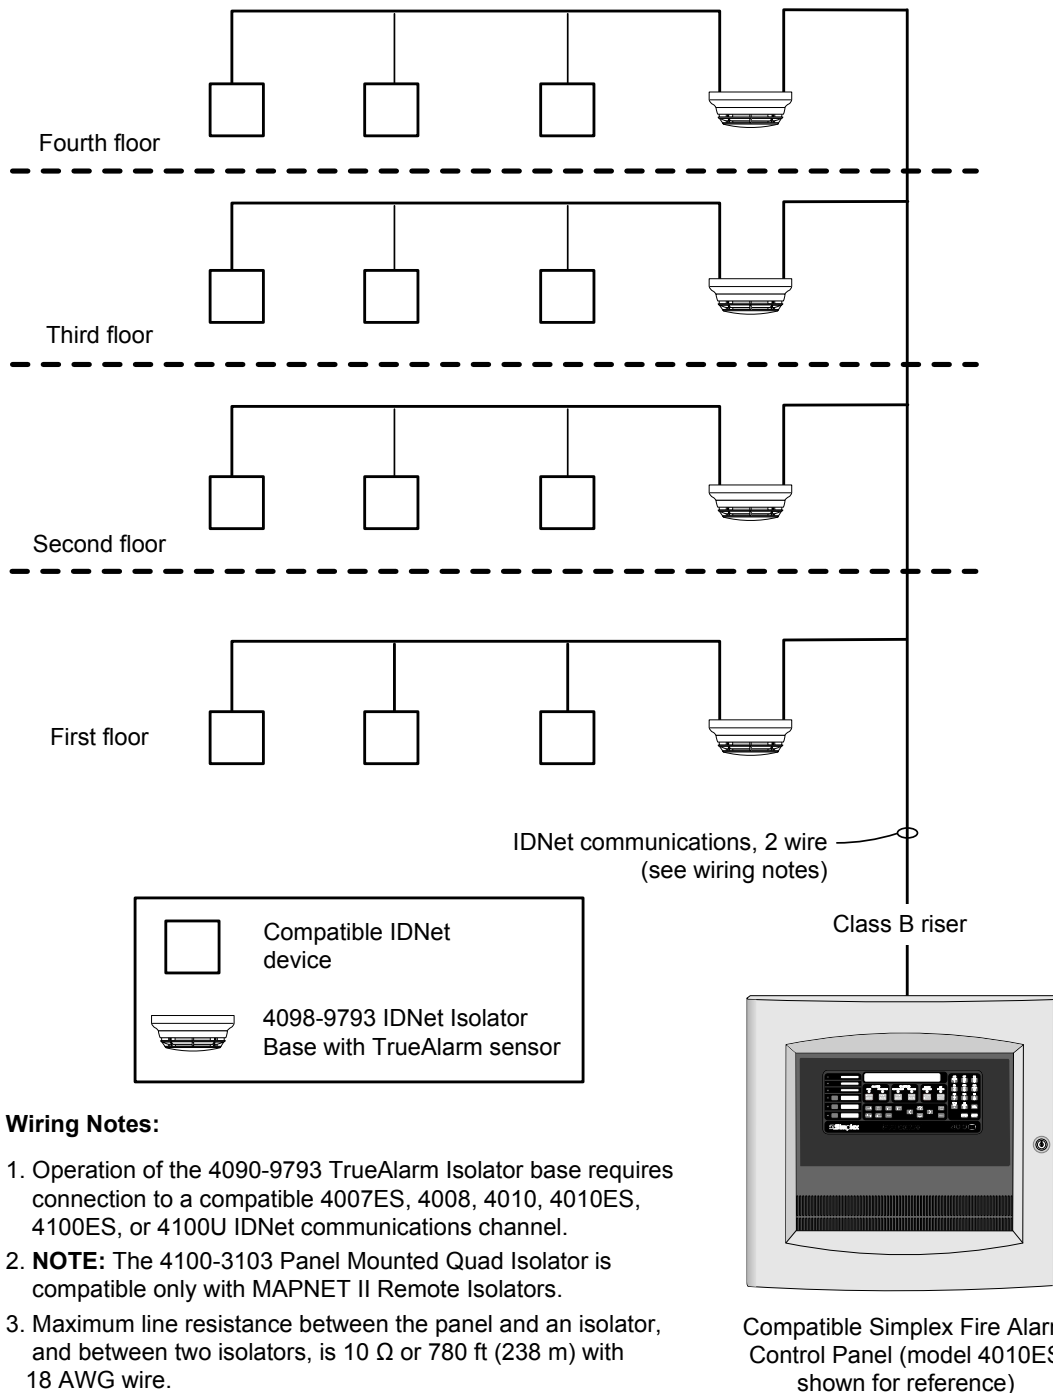 Fourth floor
Third floor
Second floor
First floor
IDNet communications, 2 wire
(see wiring notes)
Class B riser
Compatible IDNet
device
4098-9793 IDNet Isolator
Base with TrueAlarm sensor
Simplex
Wiring Notes:
1. Operation of the 4090-9793 TrueAlarm Isolator base requires
connection to a compatible 4007ES, 4008, 4010, 4010ES,
4100ES, or 4100U IDNet communications channel.
2. NOTE: The 4100-3103 Panel Mounted Quad Isolator is
compatible only with MAPNET II Remote Isolators.
3. Maximum line resistance between the panel and an isolator,
and between two isolators, is 10 Ω or 780 ft (238 m) with
18 AWG wire.
Compatible Simplex Fire Alarm
Control Panel (model 4010ES
shown for reference)